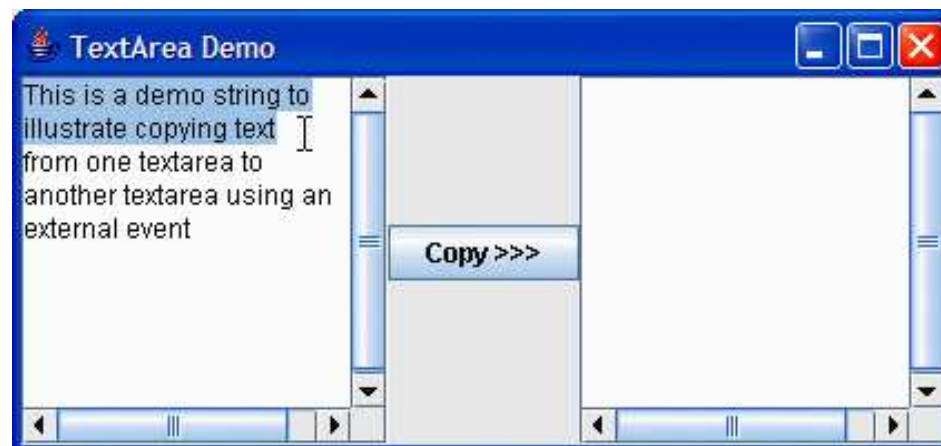 TextArea Demo
This is a demo string to
illustrate copying text
from one textarea to
another textarea using an
external event
Copy >>>